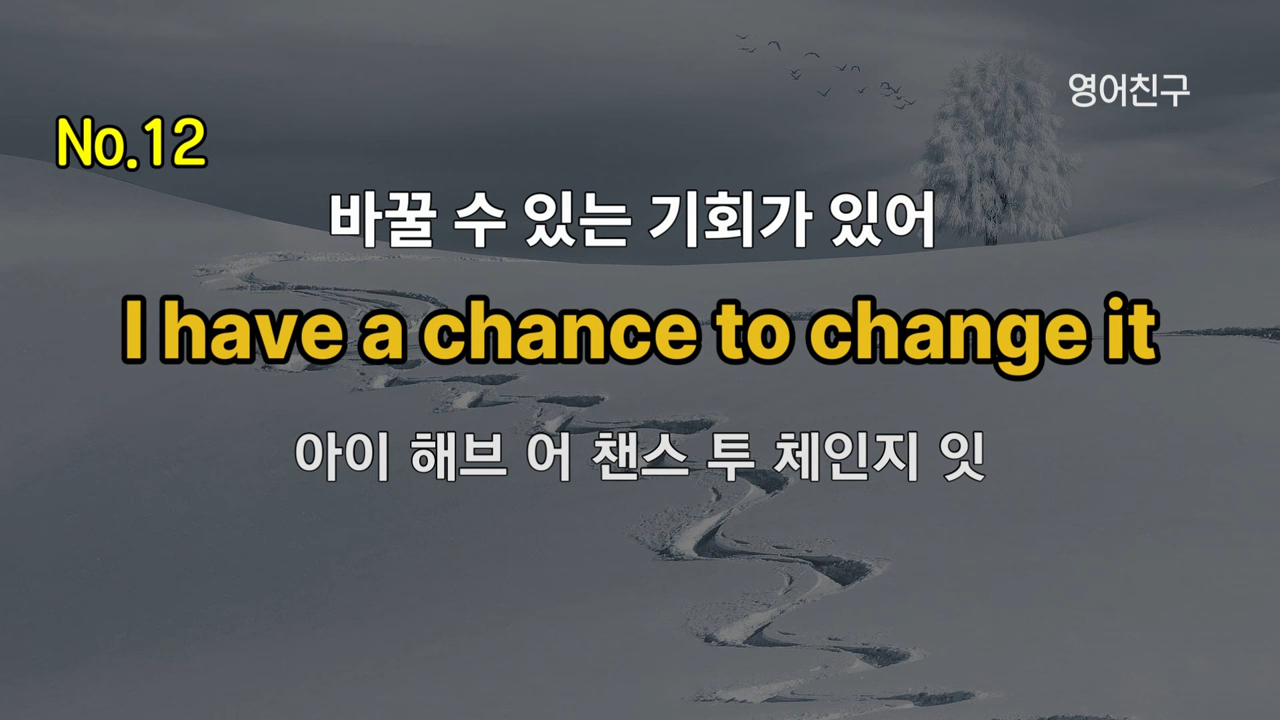 영어친구
No.12
바꿀 수 있는 기회가 있어
I have a chance to change it
아이 해브 어 챈스 투 체인지 잇